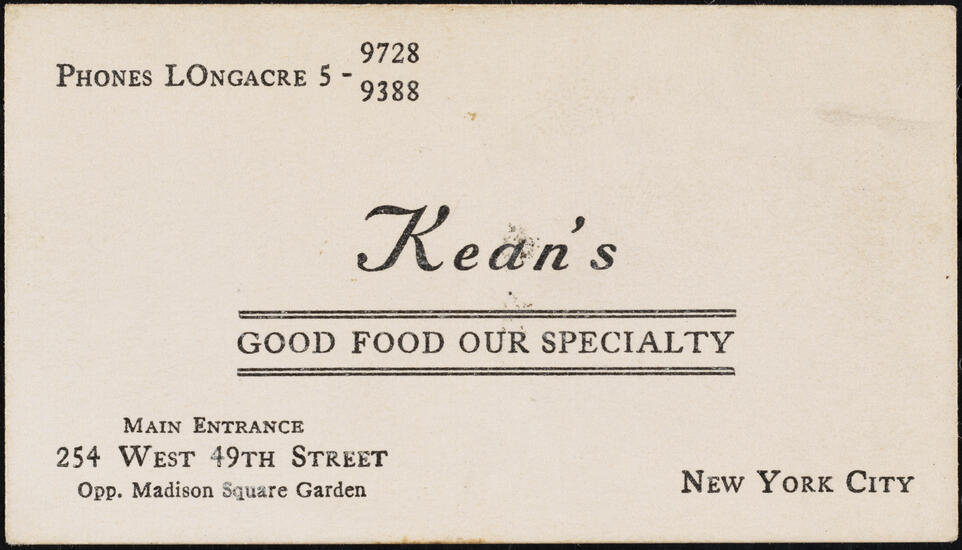 Phones LOngacre 5 - 9728
9388
Kean's
GOOD FOOD OUR SPECIALTY
Main Entrance
254 West 49th Street
Opp. Madison Square Garden
New York City